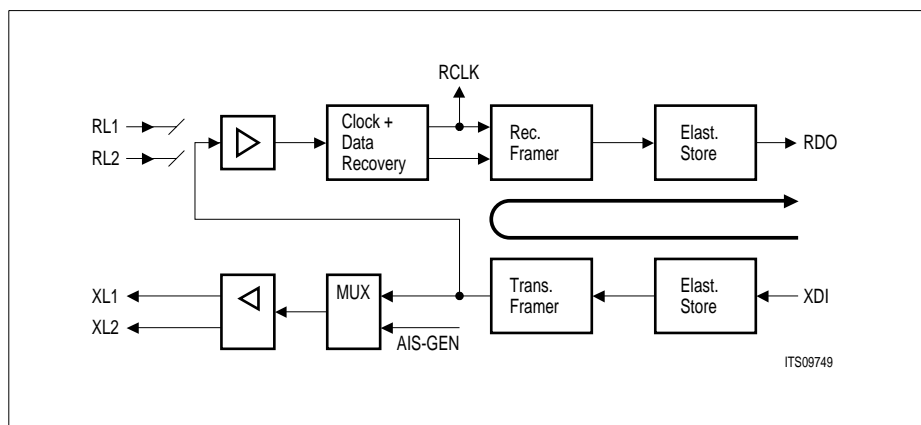 RCLK
RL1
RL2
Clock +
Data
Recovery
Rec.
Framer
Elast.
Store
RDO
XL1
XL2
MUX
AIS-GEN
Trans.
Framer
Elast.
Store
XDI
ITS09749